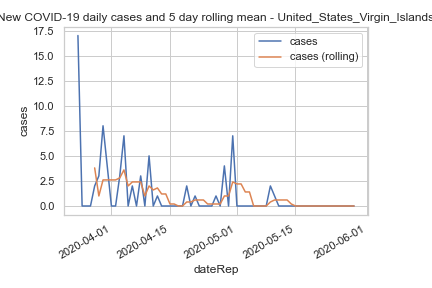 New COVID-19 daily cases and 5 day rolling mean - United_States_Virgin_Islands
17.5
15.0
12.5
10.0
7.5
5.0
2.5
0.0
cases
cases
cases (rolling)
2020-04-01
2020-04-15
2020-05-01
2020-05-15
2020-06-01
dateRep